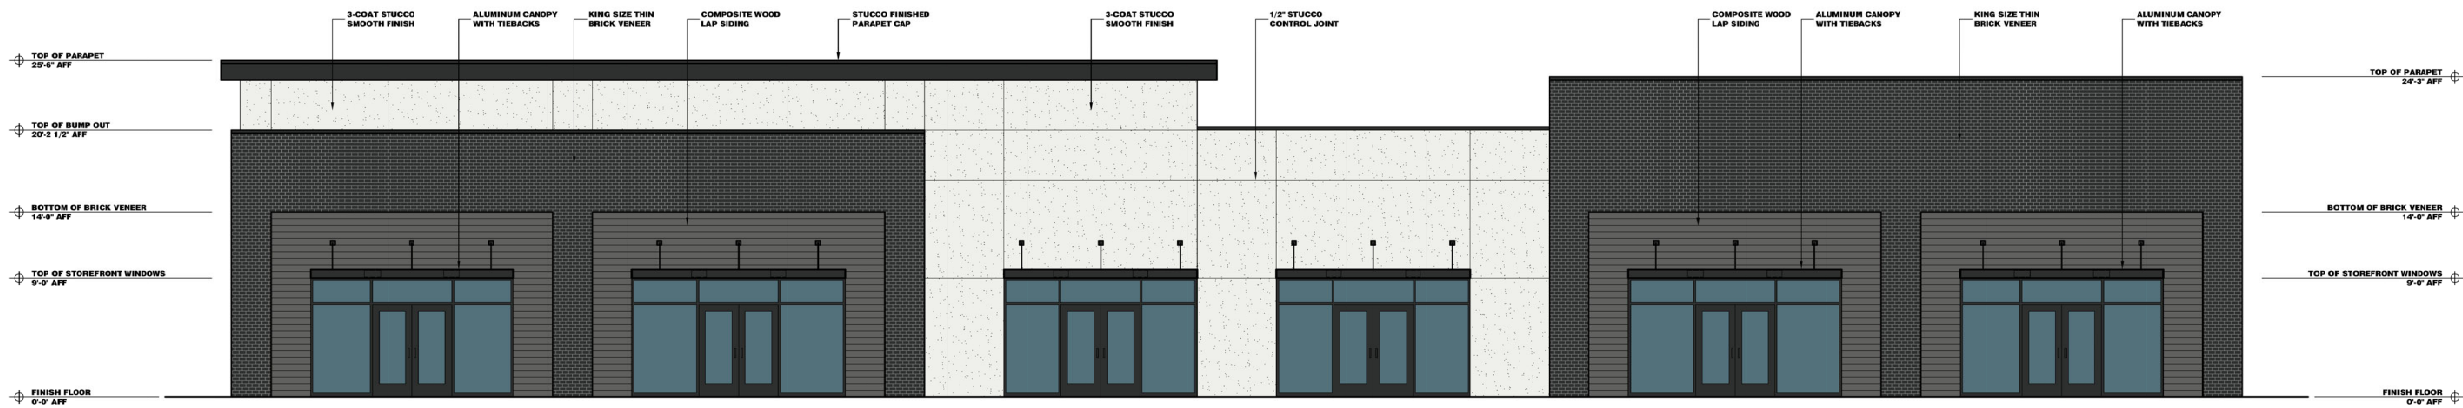 3-COAT STUCCO
SMOOTH FINISH
ALUMINUM CANOPY
WITH TIEBACKS
KING SIZE THIN
BRICK VENEER
COMPOSITE WOOD
LAP SIDING
STUCCO FINISHED
PARAPET CAP
3-COAT STUCCO
SMOOTH FINISH
1/2" STUCCO
CONTROL JOINT
COMPOSITE WOOD
LAP SIDING
ALUMINUM CANOPY
WITH TIEBACKS
KING SIZE THIN
BRICK VENEER
ALUMINUM CANOPY
WITH TIEBACKS
TOP OF PARAPET
25'-6" AFF
TOP OF BUMP OUT
20'-2 1/2" AFF
BOTTOM OF BRICK VENEER
14'-0" AFF
TOP OF STOREFRONT WINDOWS
9'-0" AFF
FINISH FLOOR
0'-0" AFF
TOP OF PARAPET
24'-3" AFF
BOTTOM OF BRICK VENEER
14'-0" AFF
TOP OF STOREFRONT WINDOWS
9'-0" AFF
FINISH FLOOR
0'-0" AFF